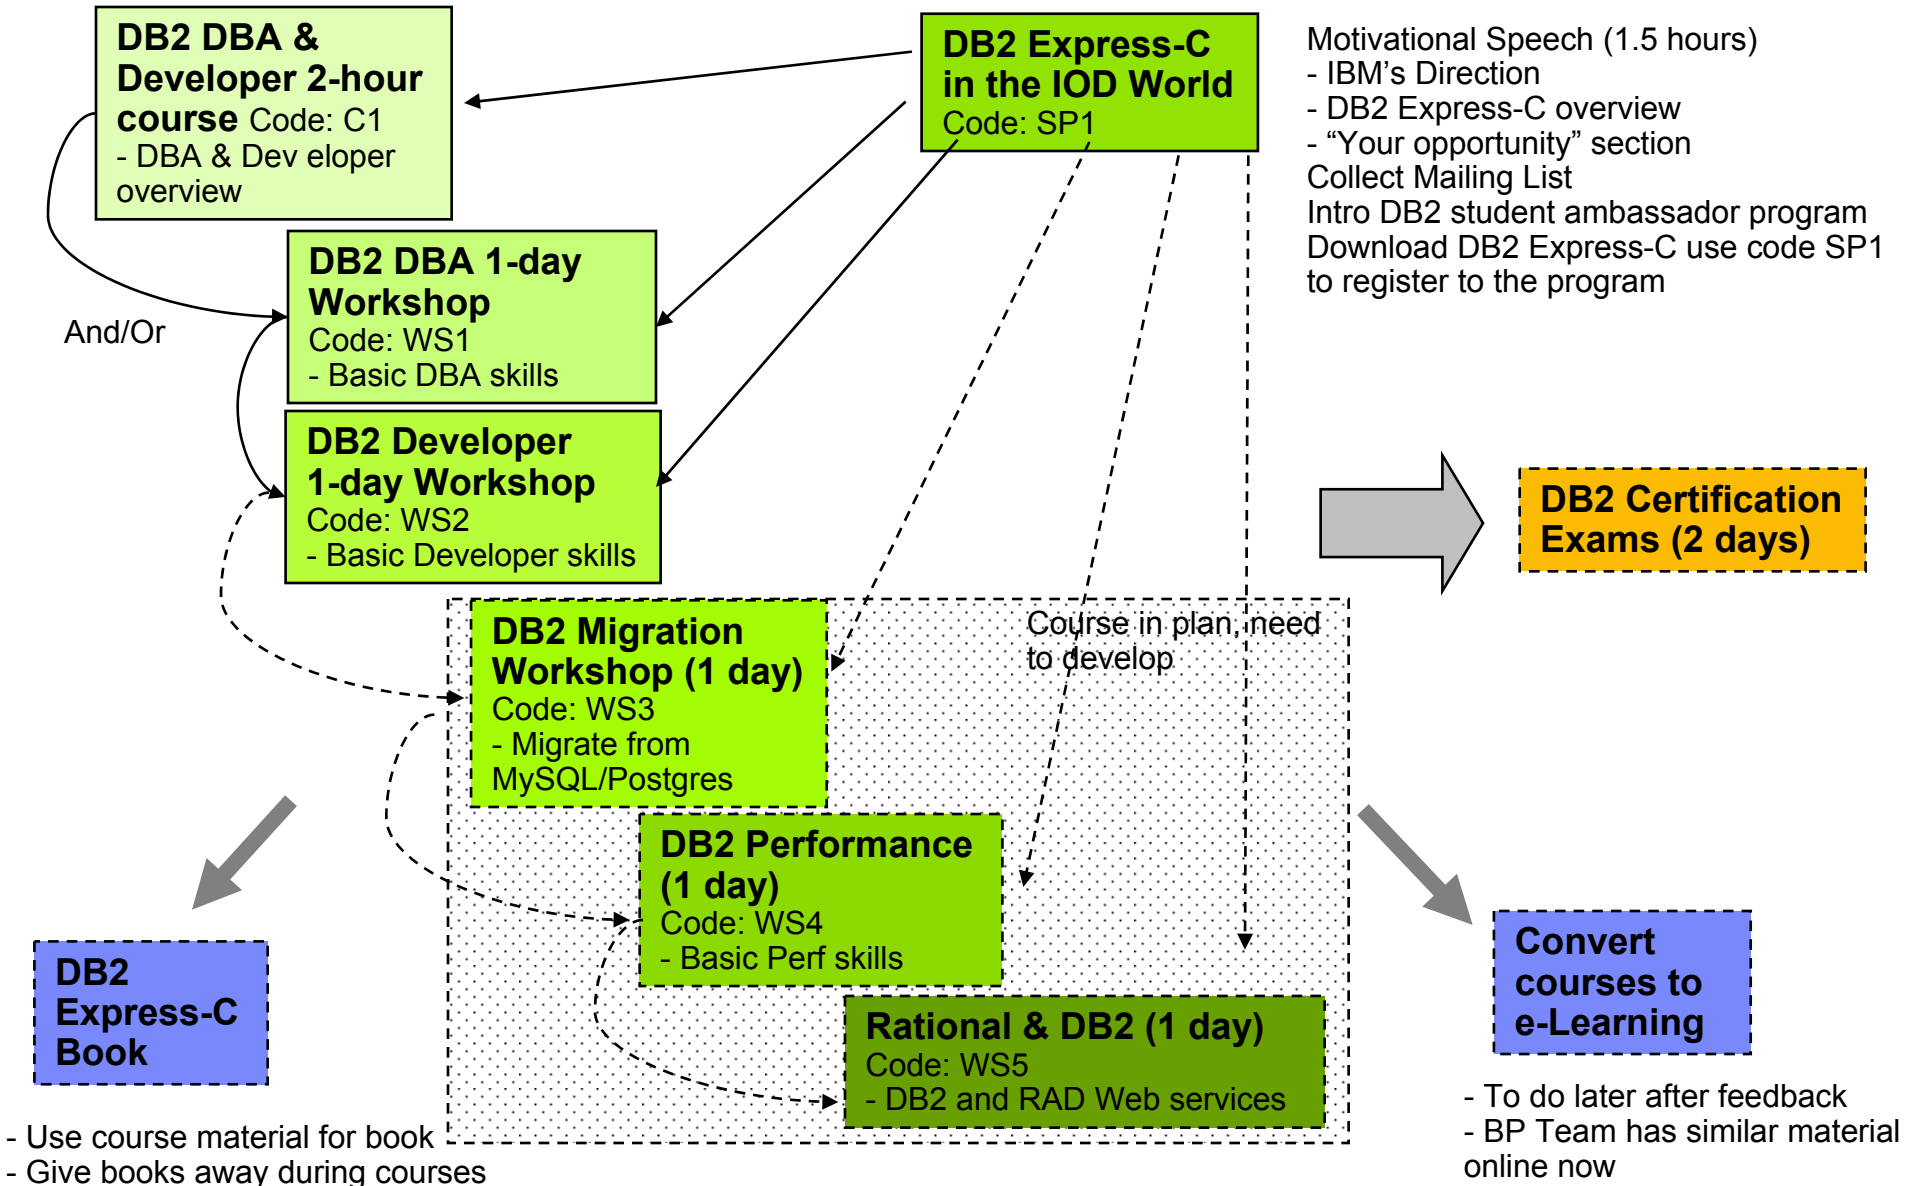 DB2 DBA &
Developer 2-hour
course Code: C1
- DBA & Dev eloper
overview
DB2 Express-C
in the IOD World
Code: SP1
Motivational Speech (1.5 hours)
- IBM's Direction
- DB2 Express-C overview
- “Your opportunity” section
Collect Mailing List
Intro DB2 student ambassador program
Download DB2 Express-C use code SP1
to register to the program
And/Or
DB2 DBA 1-day
Workshop
Code: WS1
- Basic DBA skills
DB2 Developer
1-day Workshop
Code: WS2
- Basic Developer skills
DB2 Certification
Exams (2 days)
Course in plan, need
to develop
DB2 Migration
Workshop (1 day)
Code: WS3
- Migrate from
MySQL/Postgres
DB2 Performance
(1 day)
Code: WS4
- Basic Perf skills
Rational & DB2 (1 day)
Code: WS5
- DB2 and RAD Web services
DB2
Express-C
Book
- Use course material for book
- Give books away during courses
Convert
courses to
e-Learning
- To do later after feedback
- BP Team has similar material
online now